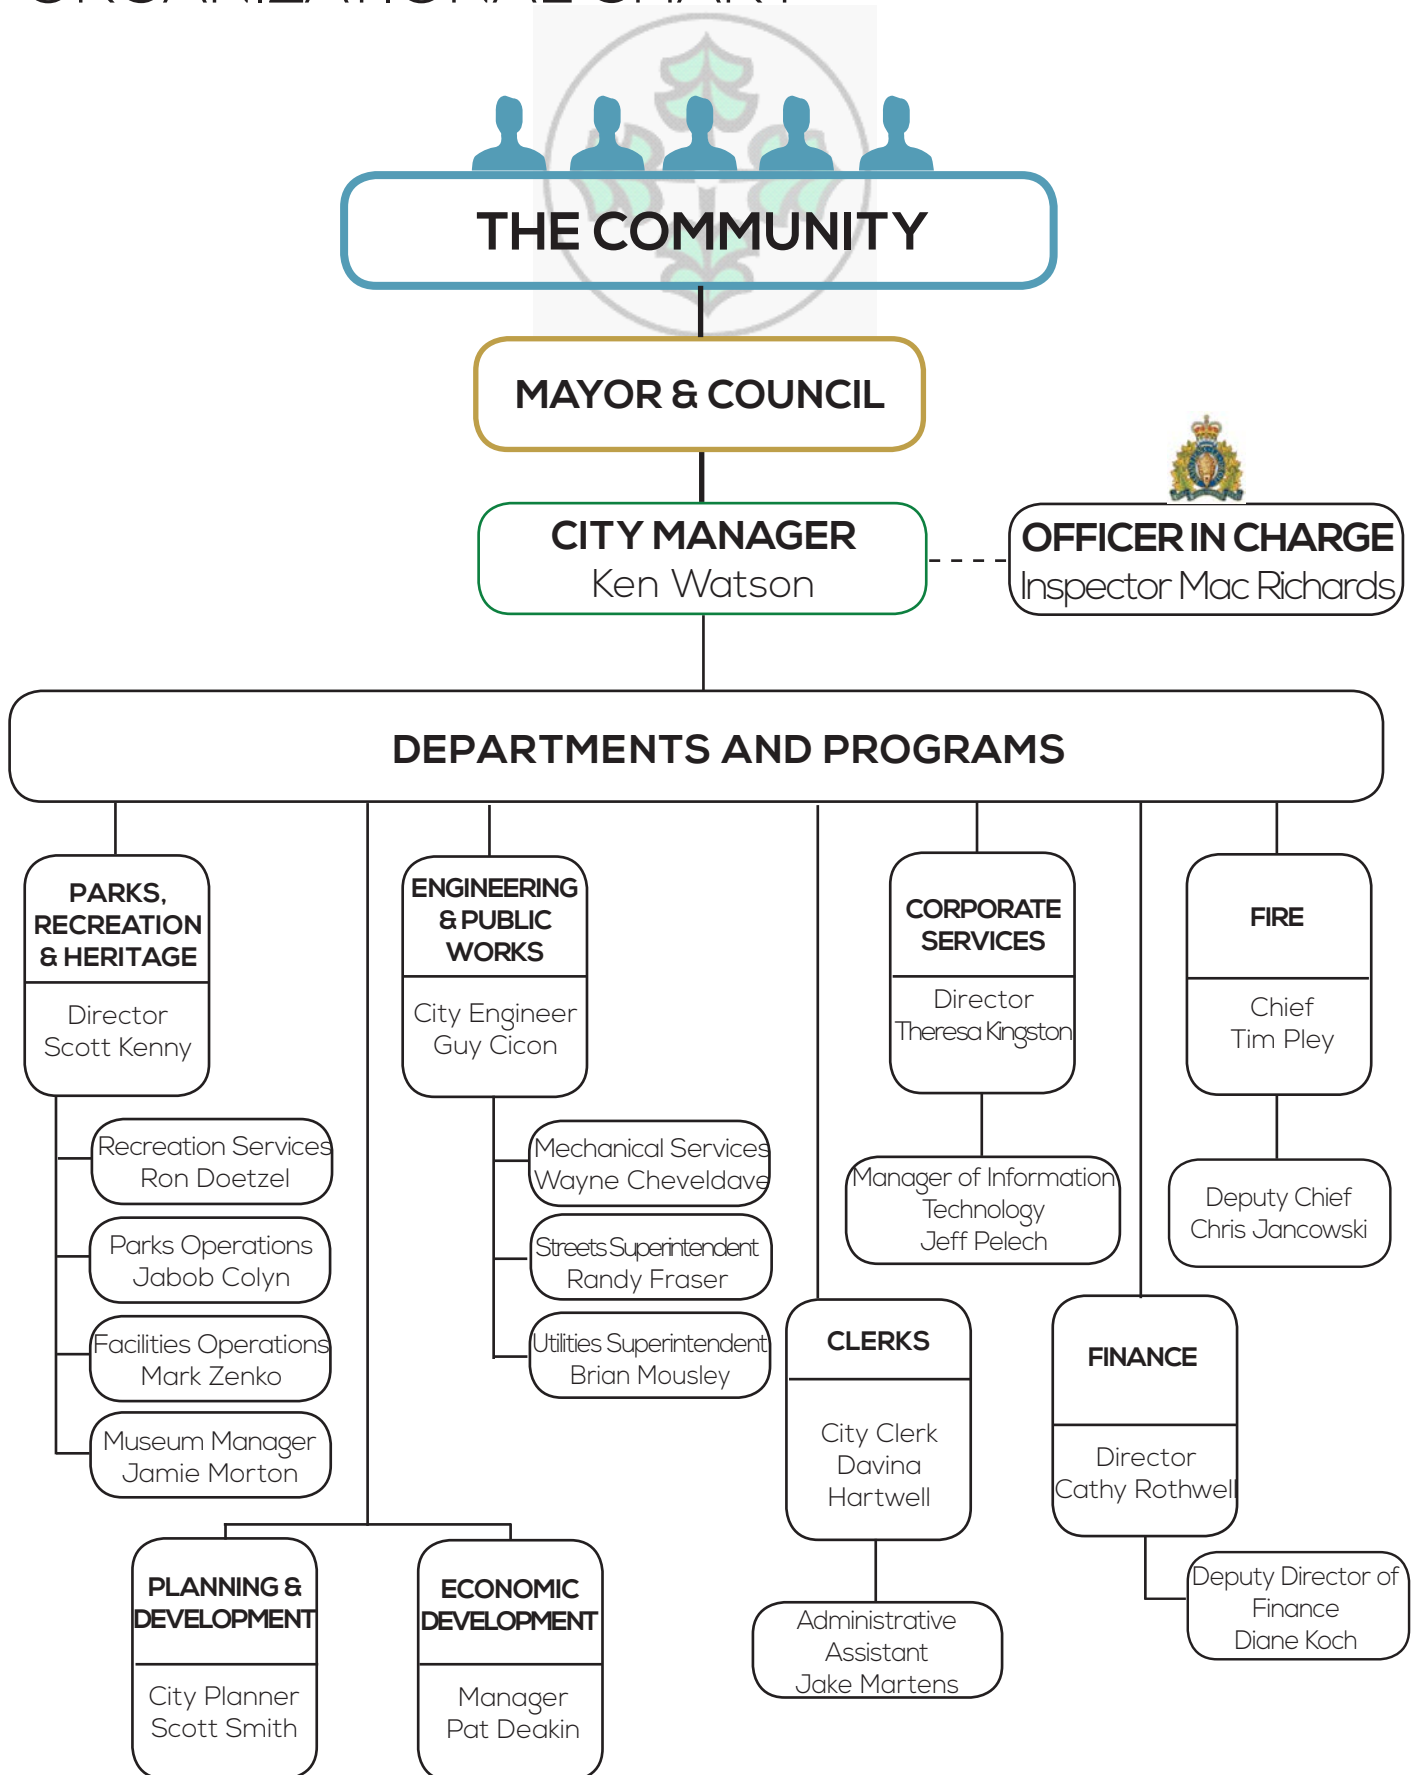 ORGANIZATIONAL CHART
THE COMMUNITY
MAYOR & COUNCIL
CITY MANAGER
Ken Watson
OFFICER IN CHARGE
Inspector Mac Richards
DEPARTMENTS AND PROGRAMS
PARKS,
RECREATION
& HERITAGE
Director
Scott Kenny
Recreation Services
Ron Doetzel
Parks Operations
Jabob Colyn
Facilities Operations
Mark Zenko
Museum Manager
Jamie Morton
PLANNING &
DEVELOPMENT
City Planner
Scott Smith
ECONOMIC
DEVELOPMENT
Manager
Pat Deakin
ENGINEERING
& PUBLIC
WORKS
City Engineer
Guy Cicon
Mechanical Services
Wayne Cheveldave
Streets Superintendent
Randy Fraser
Utilities Superintendent
Brian Mousley
CLERKS
City Clerk
Davina
Hartwell
Administrative
Assistant
Jake Martens
CORPORATE
SERVICES
Director
Theresa Kingston
Manager of Information
Technology
Jeff Pelech
FINANCE
Director
Cathy Rothwell
Deputy Director of
Finance
Diane Koch
FIRE
Chief
Tim Pley
Deputy Chief
Chris Jancowski